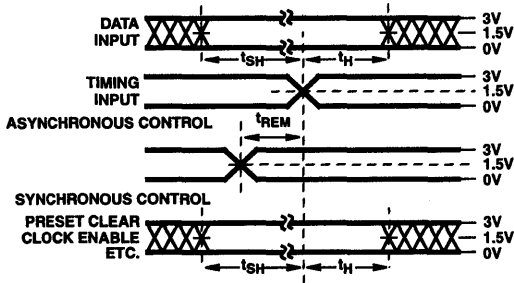 DATA INPUT
3V
1.5V
0V
tSH
tH
TIMING INPUT
3V
1.5V
0V
ASYNCHRONOUS CONTROL
tREM
3V
1.5V
0V
SYNCHRONOUS CONTROL
PRESET CLEAR
CLOCK ENABLE
ETC.
3V
1.5V
0V
tSH
tH